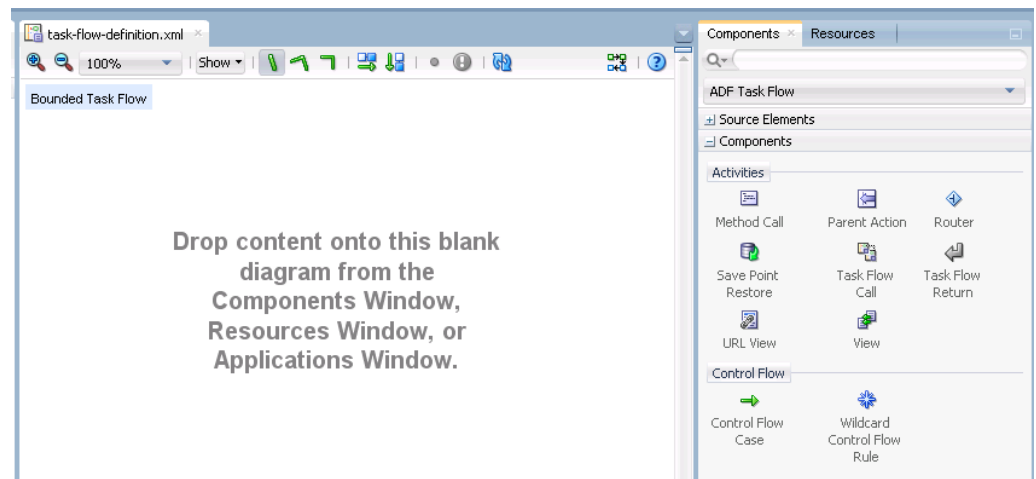 task-flow-definition.xml
100%
Show
Bounded Task Flow
Drop content onto this blank
diagram from the
Components Window,
Resources Window, or
Applications Window.
Components
Resources
ADF Task Flow
Source Elements
Components
Activities
Method Call
Parent Action
Router
Save Point
Restore
Task Flow
Call
Task Flow
Return
URL View
View
Control Flow
Control Flow
Case
Wildcard
Control Flow
Rule